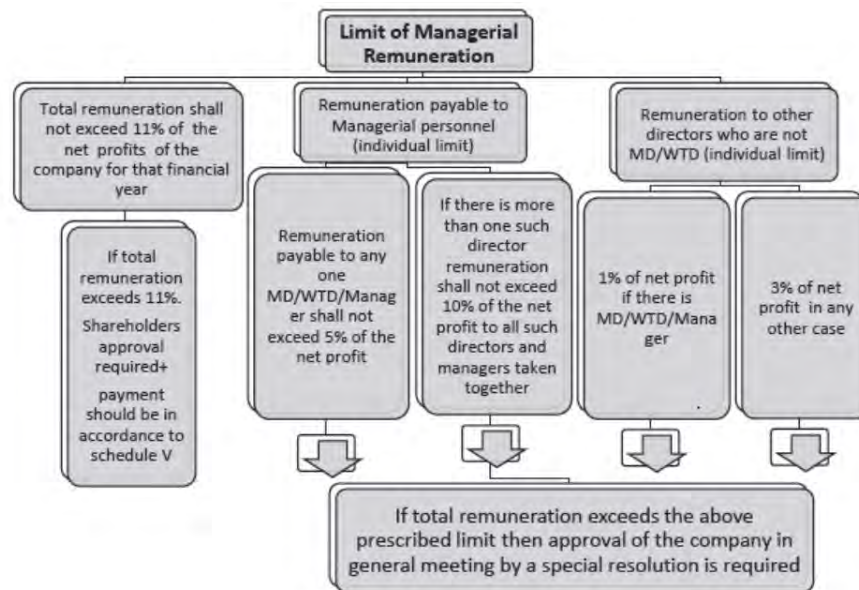 Limit of Managerial
Remuneration
Total remuneration shall
not exceed 11% of the
net profits of the
company for that financial
year
If total
remuneration
exceeds 11%.
Shareholders
approval
required+
payment
should be in
accordance to
schedule V
Remuneration payable to
Managerial personnel
(individual limit)
Remuneration
payable to any
one
MD/WTD/Manag
er shall not
exceed 5% of the
net profit
If there is more
than one such
director
remuneration
shall not exceed
10% of the net
profit to all such
directors and
managers taken
together
Remuneration to other
directors who are not
MD/WTD (individual limit)
1% of net profit
if there is
MD/WTD/Mana
ger
3% of net
profit in any
other case
If total remuneration exceeds the above
prescribed limit then approval of the company in
general meeting by a special resolution is required